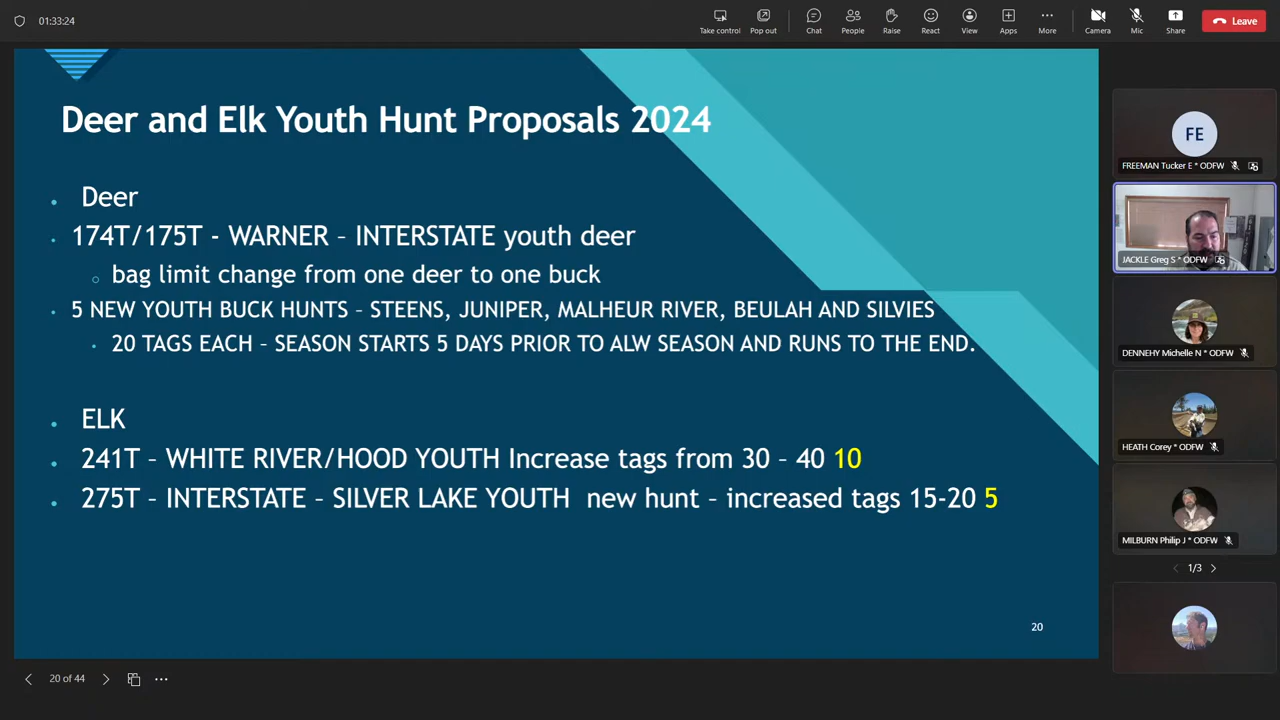 01:33:24
Take control
Pop out
Chat
People
Raise
React
View
Apps
More
Camera
Mic
Share
Leave
Deer and Elk Youth Hunt Proposals 2024
Deer
174T/175T - WARNER – INTERSTATE youth deer
bag limit change from one deer to one buck
5 NEW YOUTH BUCK HUNTS – STEENS, JUNIPER, MALHEUR RIVER, BEULAH AND SILVIES
20 TAGS EACH – SEASON STARTS 5 DAYS PRIOR TO ALW SEASON AND RUNS TO THE END.
ELK
241T – WHITE RIVER/HOOD YOUTH Increase tags from 30 – 40 10
275T – INTERSTATE – SILVER LAKE YOUTH new hunt – increased tags 15-20 5
20
20 of 44
FE
FREEMAN Tucker E * ODFW
JACKLE Greg S * ODFW
DENNEHY Michelle N * ODFW
HEATH Corey * ODFW
MILBURN Philip J * ODFW
1/3